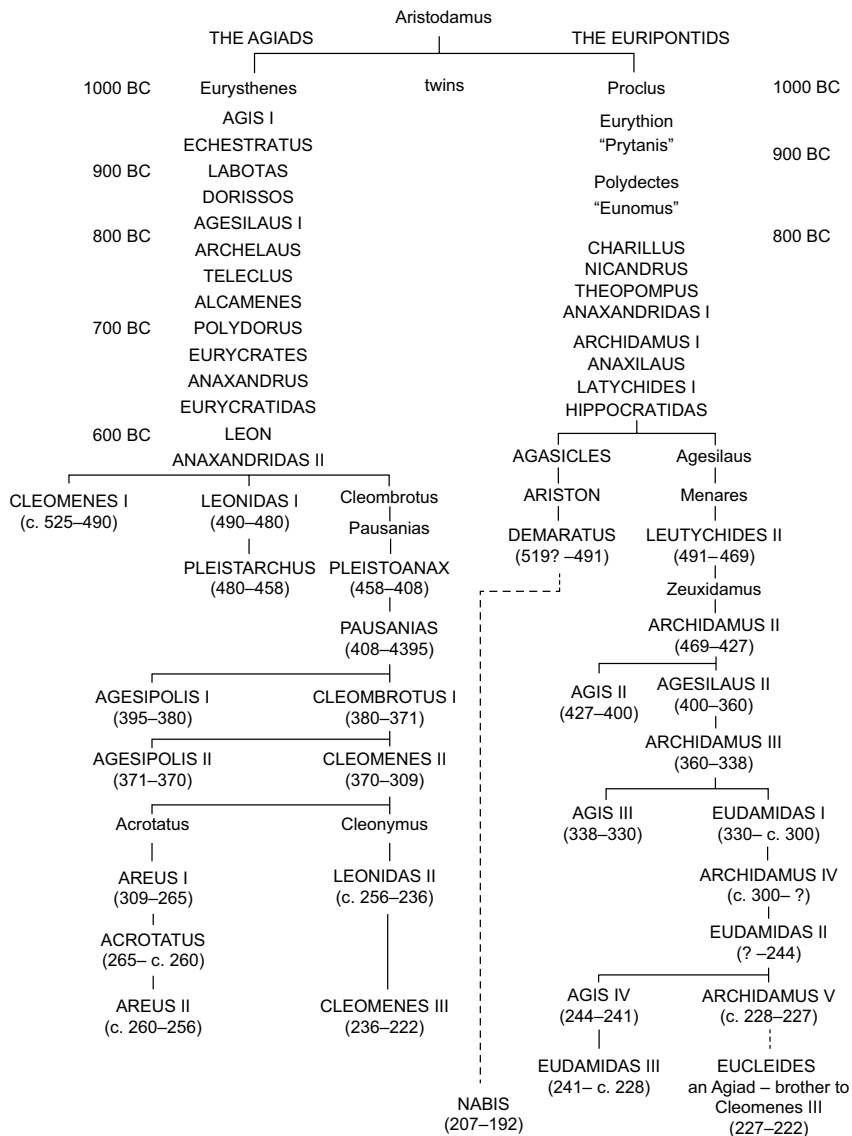 Aristodamus
THE AGIADS
THE EURIPONTIDS
1000 BC
Eurysthenes
twins
Proclus
1000 BC
AGIS I
ECHESTRATUS
900 BC
LABOTAS
DORISSOS
AGESILAUS I
800 BC
ARCHELAUS
TELECLUS
ALCAMENES
700 BC
POLYDORUS
EURYCRATES
ANAXANDRUS
EURYCRATIDAS
600 BC
LEON
ANAXANDRIDAS II
Eurythion
“Prytanis”
900 BC
Polydectes
“Eunomus”
800 BC
CHARILLUS
NICANDRUS
THEOPOMPUS
ANAXANDRIDAS I
ARCHIDAMUS I
ANAXILAUS
LATYCHIDES I
HIPPOCRATIDAS
CLEOMENES I
(c. 525–490)
LEONIDAS I
(490–480)
Cleombrotus
Pausanias
PLEISTARCHUS
(480–458)
PLEISTOANAX
(458–408)
PAUSANIAS
(408–4395)
AGESIPOLIS I
(395–380)
CLEOMBROTUS I
(380–371)
AGESIPOLIS II
(371–370)
CLEOMENES II
(370–309)
Acrotatus
Cleonymus
AREUS I
(309–265)
LEONIDAS II
(c. 256–236)
ACROTATUS
(265– c. 260)
AREUS II
(c. 260–256)
CLEOMENES III
(236–222)
AGASICLES
Agesilaus
ARISTON
Menares
DEMARATUS
(519? –491)
LEUTYCHIDES II
(491–469)
Zeuxidamus
ARCHIDAMUS II
(469–427)
AGIS II
(427–400)
AGESILAUS II
(400–360)
ARCHIDAMUS III
(360–338)
AGIS III
(338–330)
EUDAMIDAS I
(330– c. 300)
ARCHIDAMUS IV
(c. 300– ?)
EUDAMIDAS II
(? –244)
AGIS IV
(244–241)
ARCHIDAMUS V
(c. 228–227)
EUDAMIDAS III
(241– c. 228)
EUCLEIDES
an Agiad – brother to
Cleomenes III
(227–222)
NABIS
(207–192)